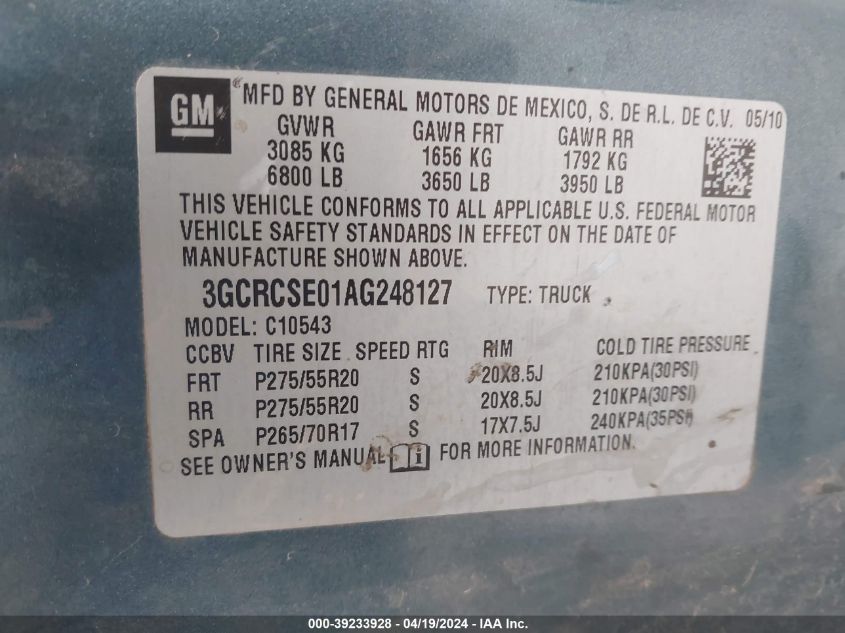 GM
MFD BY GENERAL MOTORS DE MEXICO, S. DE R.L. DE C.V. 05/10
GVWR GAWR FRT GAWR RR
3085 KG 1656 KG 1792 KG
6800 LB 3650 LB 3950 LB
THIS VEHICLE CONFORMS TO ALL APPLICABLE U.S. FEDERAL MOTOR
VEHICLE SAFETY STANDARDS IN EFFECT ON THE DATE OF
MANUFACTURE SHOWN ABOVE.
3GCRCSE01AG248127 TYPE: TRUCK
MODEL: C10543
CCBV TIRE SIZE SPEED RTG RIM COLD TIRE PRESSURE
FRT P275/55R20 S 20X8.5J 210KPA(30PSI)
RR P275/55R20 S 20X8.5J 210KPA(30PSI)
SPA P265/70R17 S 17X7.5J 240KPA(35PSI)
SEE OWNER'S MANUAL i FOR MORE INFORMATION.
000-39233928 - 04/19/2024 - IAA Inc.